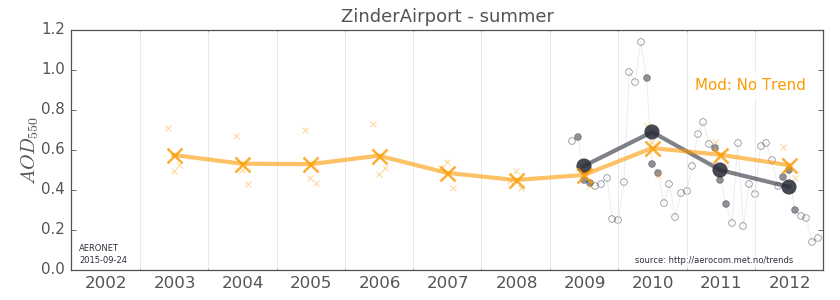 ZinderAirport - summer
1.2
1.0
0.8
0.6
0.4
0.2
0.0
AOD550
Mod: No Trend
AERONET
2015-09-24
source: http://aerocom.met.no/trends
2002 2003 2004 2005 2006 2007 2008 2009 2010 2011 2012